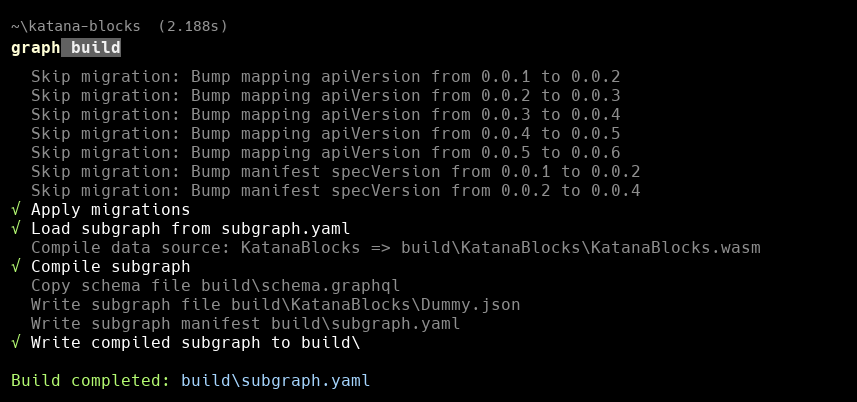 ~\katana-blocks (2.188s)
graph build
Skip migration: Bump mapping apiVersion from 0.0.1 to 0.0.2
Skip migration: Bump mapping apiVersion from 0.0.2 to 0.0.3
Skip migration: Bump mapping apiVersion from 0.0.3 to 0.0.4
Skip migration: Bump mapping apiVersion from 0.0.4 to 0.0.5
Skip migration: Bump mapping apiVersion from 0.0.5 to 0.0.6
Skip migration: Bump manifest specVersion from 0.0.1 to 0.0.2
Skip migration: Bump manifest specVersion from 0.0.2 to 0.0.4
√ Apply migrations
√ Load subgraph from subgraph.yaml
Compile data source: KatanaBlocks => build\KatanaBlocks\KatanaBlocks.wasm
√ Compile subgraph
Copy schema file build\schema.graphql
Write subgraph file build\KatanaBlocks\Dummy.json
Write subgraph manifest build\subgraph.yaml
√ Write compiled subgraph to build\
Build completed: build\subgraph.yaml